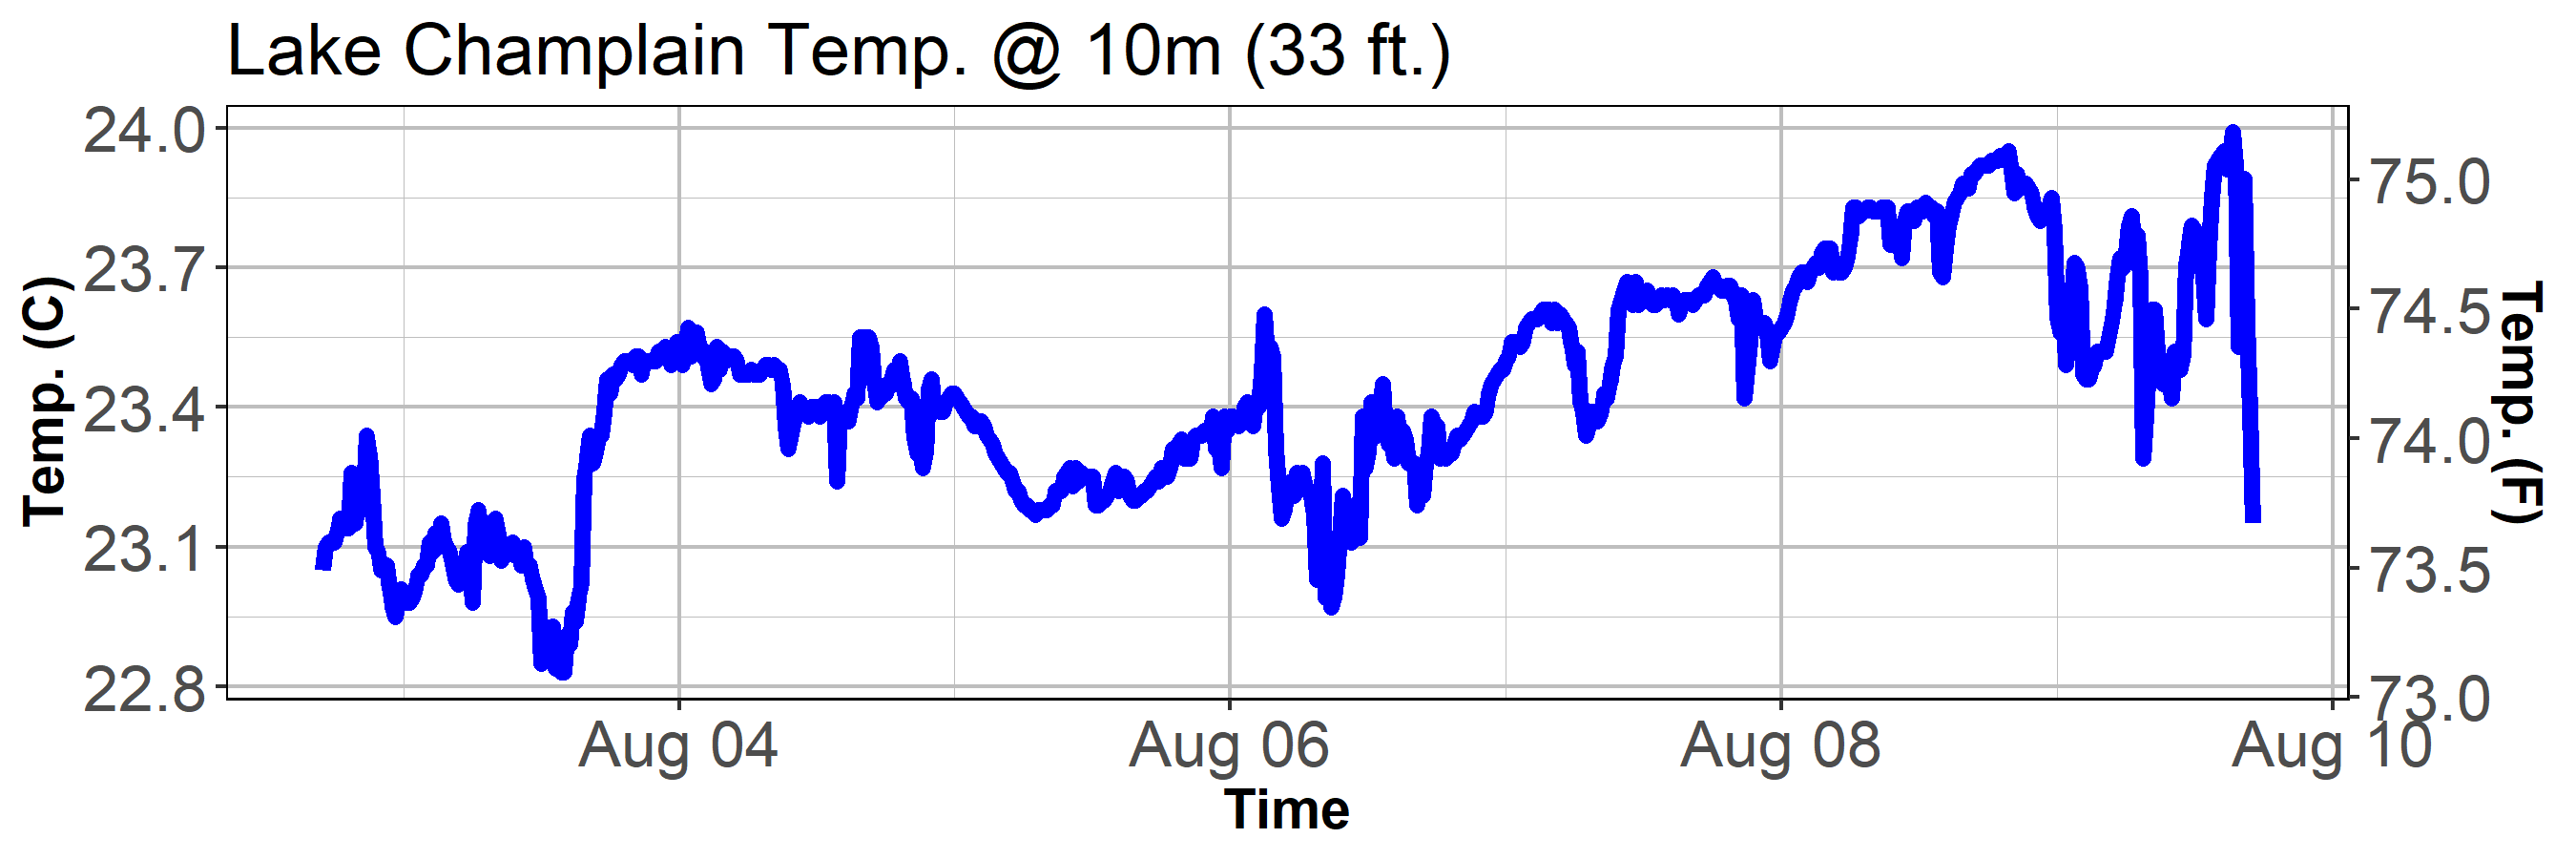 Lake Champlain Temp. @ 10m (33 ft.)
24.0
23.7
23.4
23.1
22.8
Temp. (C)
75.0
74.5
74.0
73.5
73.0
Temp. (F)
Aug 04 Aug 06 Aug 08 Aug 10
Time